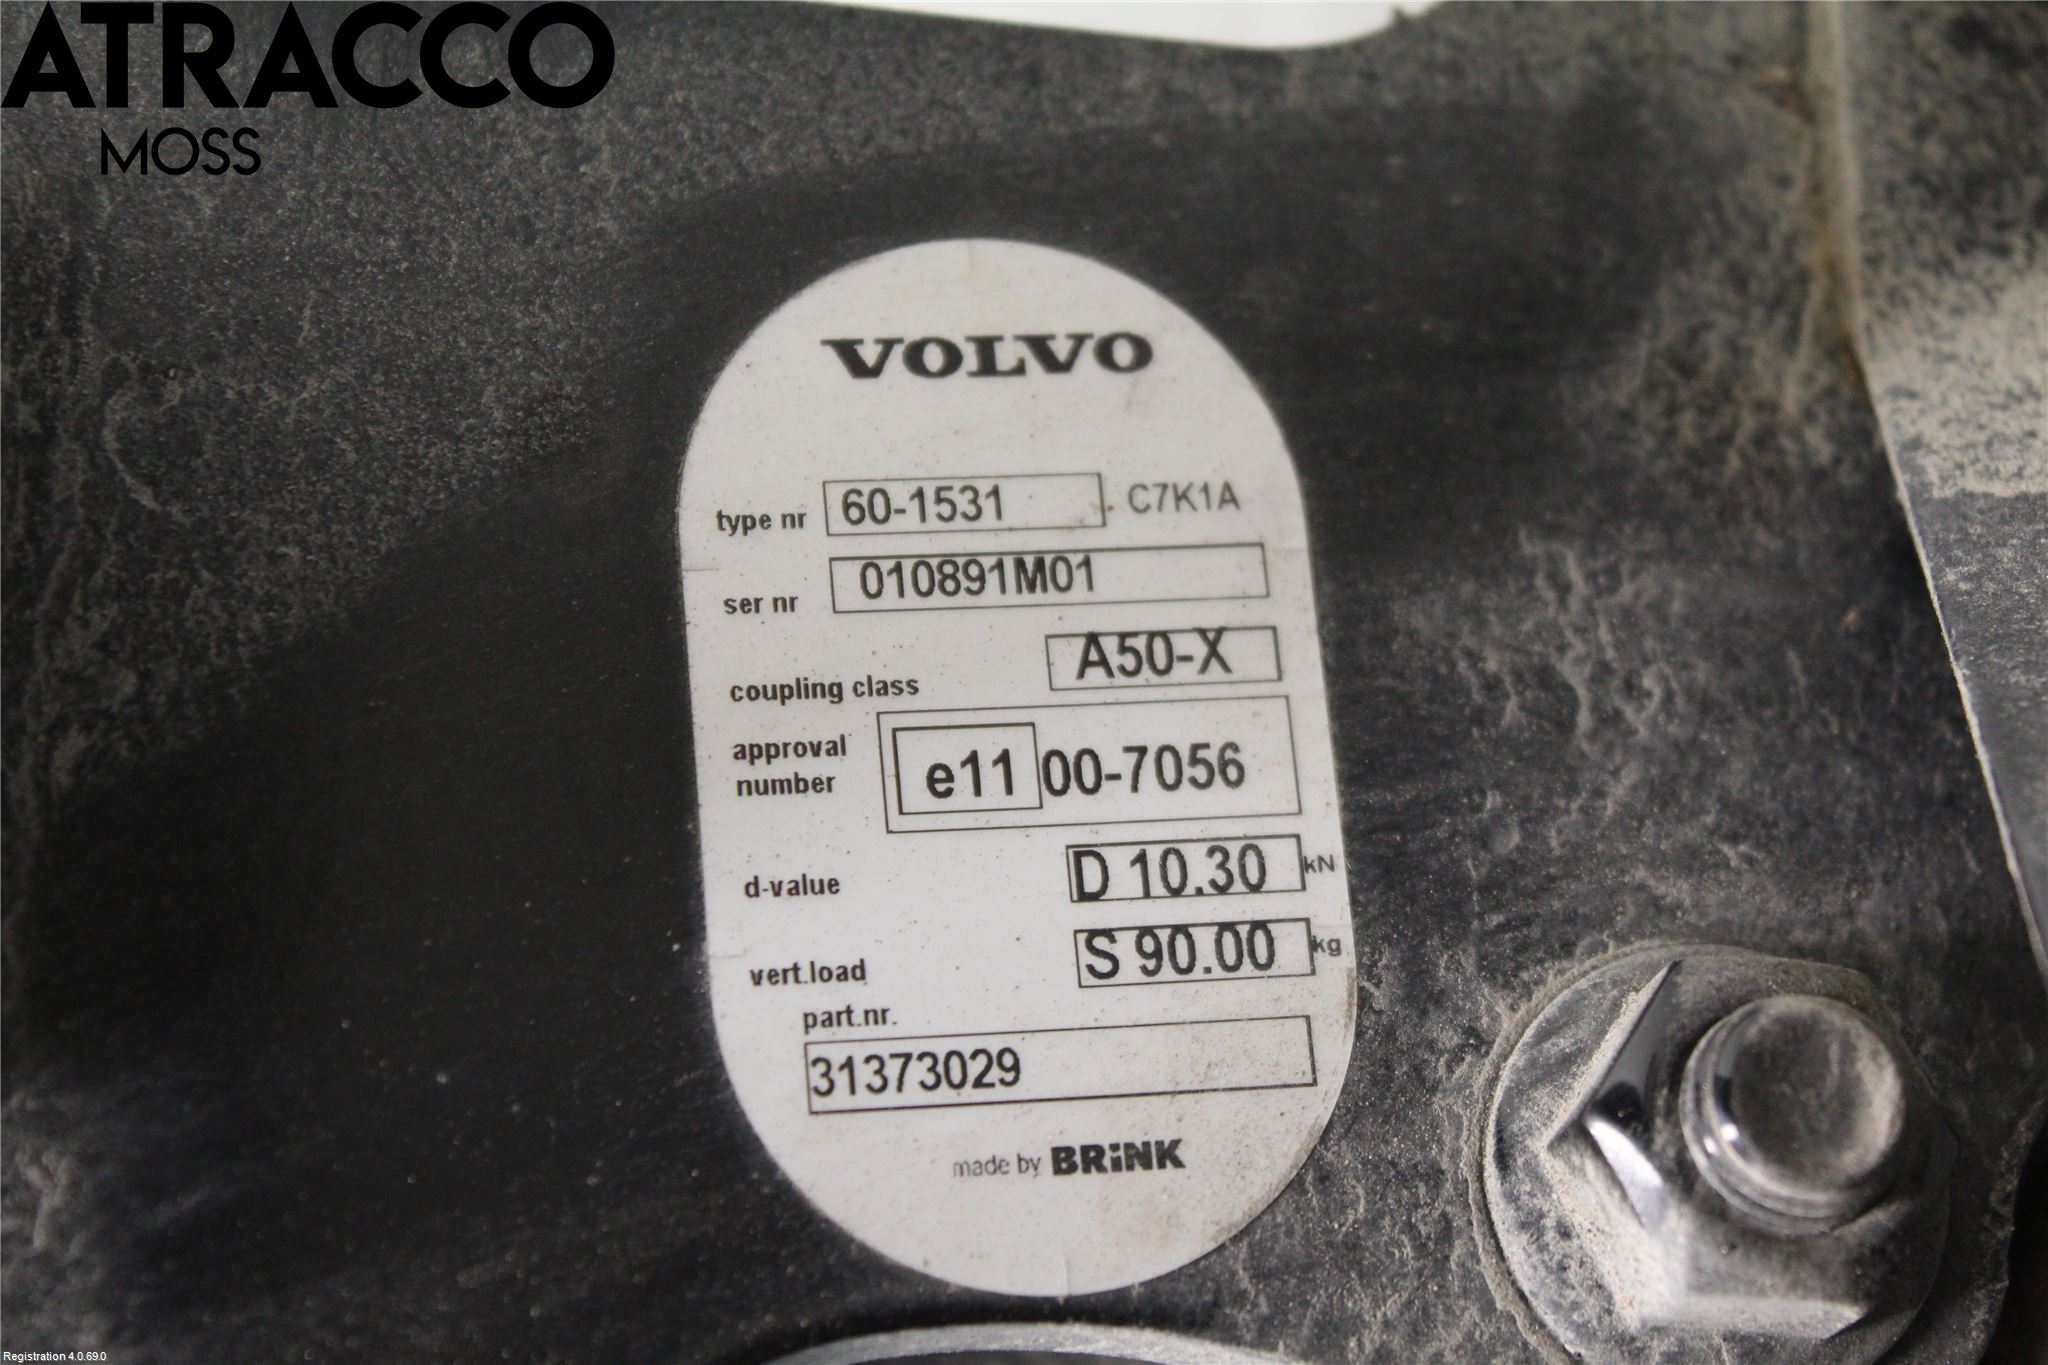 ATRACCO
MOSS
VOLVO
type nr 60-1531 C7K1A
ser nr 010891M01
coupling class A50-X
approval number e11 00-7056
d-value D 10.30 kN
vert.load S 90.00 kg
part.nr.
31373029
made by BRiNK
Registration 4.0.69.0